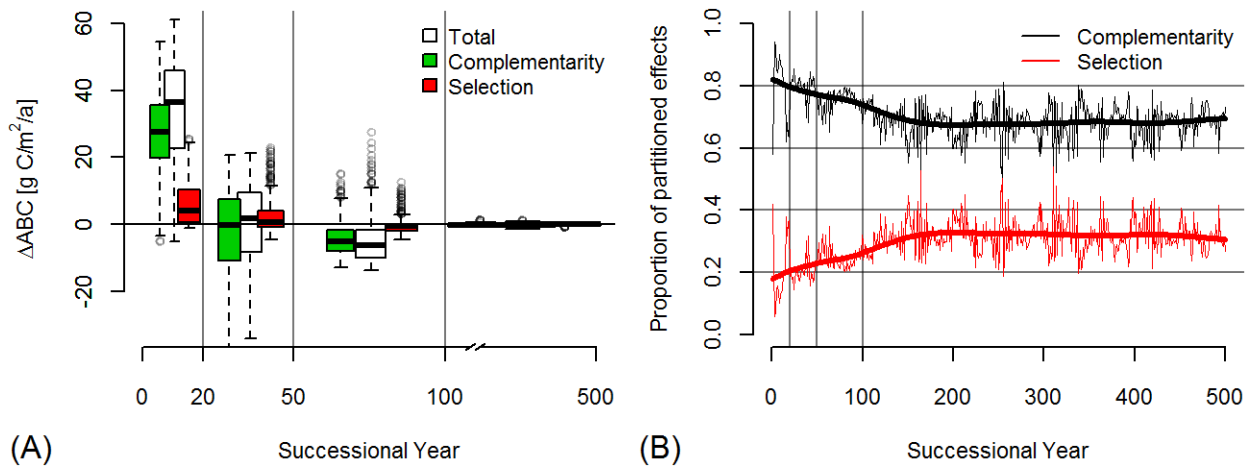 60
40
20
0
-20
ΔABC [g C/m²/a]
Total
Complementarity
Selection
0
20
50
100
500
Successional Year
(A)
1.0
0.8
0.6
0.4
0.2
0.0
Proportion of partitioned effects
Complementarity
Selection
0
100
200
300
400
500
Successional Year
(B)